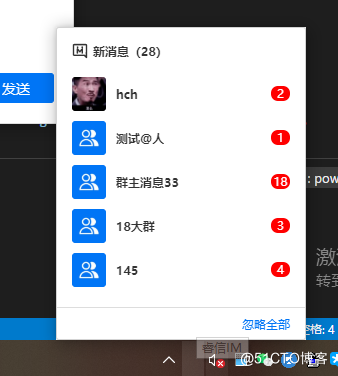 新消息（28）
发送
hch
2
测试@人
1
群主消息33
18
: pow
18大群
3
激
转到
145
4
忽略全部
空格: 4
睿信IM
@51CTO博客